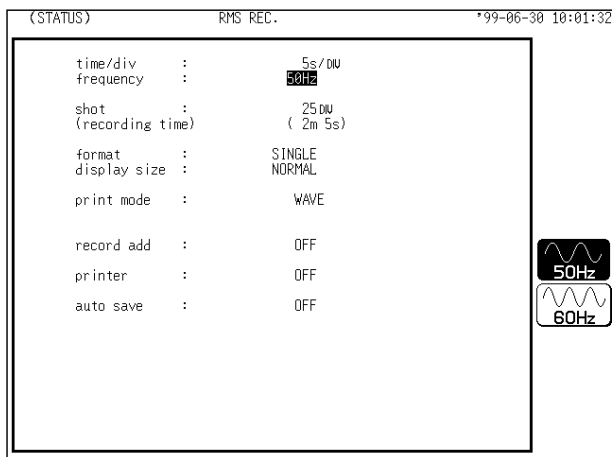 (STATUS) RMS REC. '99-06-30 10:01:32
time/div : 5s/DIV
frequency : 50Hz
shot : 25DIV
(recording time) ( 2m 5s)
format : SINGLE
display size : NORMAL
print mode : WAVE
record add : OFF
printer : OFF
auto save : OFF
50Hz
60Hz